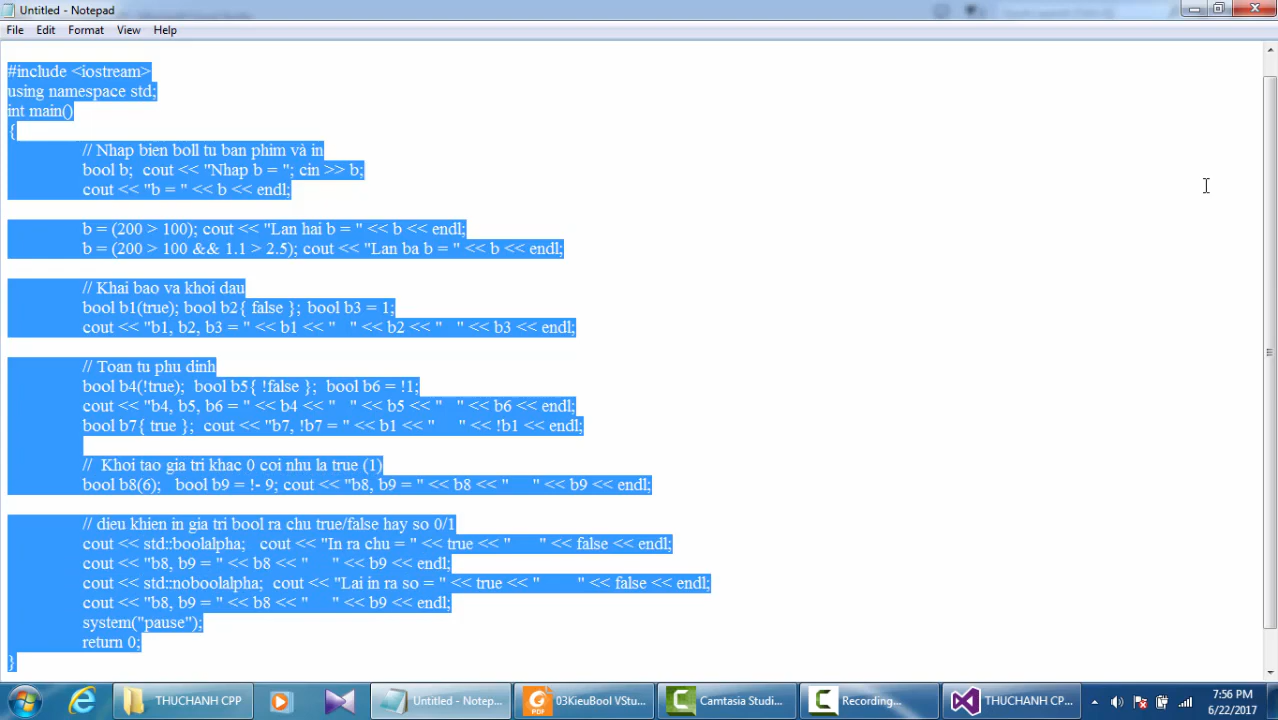 Untitled - Notepad
File Edit Format View Help
#include <iostream>
using namespace std;
int main()
{
// Nhap bien boll tu ban phim và in
bool b; cout << "Nhap b = "; cin >> b;
cout << "b = " << b << endl;
b = (200 > 100); cout << "Lan hai b = " << b << endl;
b = (200 > 100 && 1.1 > 2.5); cout << "Lan ba b = " << b << endl;
// Khai bao va khoi dau
bool b1(true); bool b2{ false }; bool b3 = 1;
cout << "b1, b2, b3 = " << b1 << "   " << b2 << "   " << b3 << endl;
// Toan tu phu dinh
bool b4(!true);  bool b5{ !false };  bool b6 = !1;
cout << "b4, b5, b6 = " << b4 << "   " << b5 << "   " << b6 << endl;
bool b7{ true };  cout << "b7, !b7 = " << b1 << "      " << !b1 << endl;
//  Khoi tao gia tri khac 0 coi nhu la true (1)
bool b8(6);   bool b9 = !- 9; cout << "b8, b9 = " << b8 << "      " << b9 << endl;
// dieu khien in gia tri bool ra chu true/false hay so 0/1
cout << std::boolalpha;   cout << "In ra chu = " << true << "       " << false << endl;
cout << "b8, b9 = " << b8 << "      " << b9 << endl;
cout << std::noboolalpha;  cout << "Lai in ra so = " << true << "         " << false << endl;
cout << "b8, b9 = " << b8 << "      " << b9 << endl;
system("pause");
return 0;
}
THUCHANH CPP Untitled - Notep... 03KieuBool VStu... Camtasia Studi... Recording... THUCHANH CP... 7:56 PM
6/22/2017